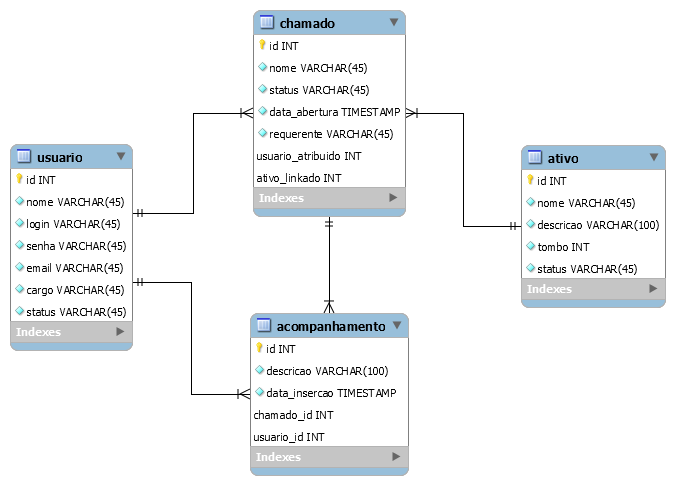 chamado
id INT
nome VARCHAR(45)
status VARCHAR(45)
data_abertura TIMESTAMP
requerente VARCHAR(45)
usuario_atribuido INT
ativo_linkado INT
Indexes
usuario
id INT
nome VARCHAR(45)
login VARCHAR(45)
senha VARCHAR(45)
email VARCHAR(45)
cargo VARCHAR(45)
status VARCHAR(45)
Indexes
ativo
id INT
nome VARCHAR(45)
descricao VARCHAR(100)
tombo INT
status VARCHAR(45)
Indexes
acompanhamento
id INT
descricao VARCHAR(100)
data_insercao TIMESTAMP
chamado_id INT
usuario_id INT
Indexes